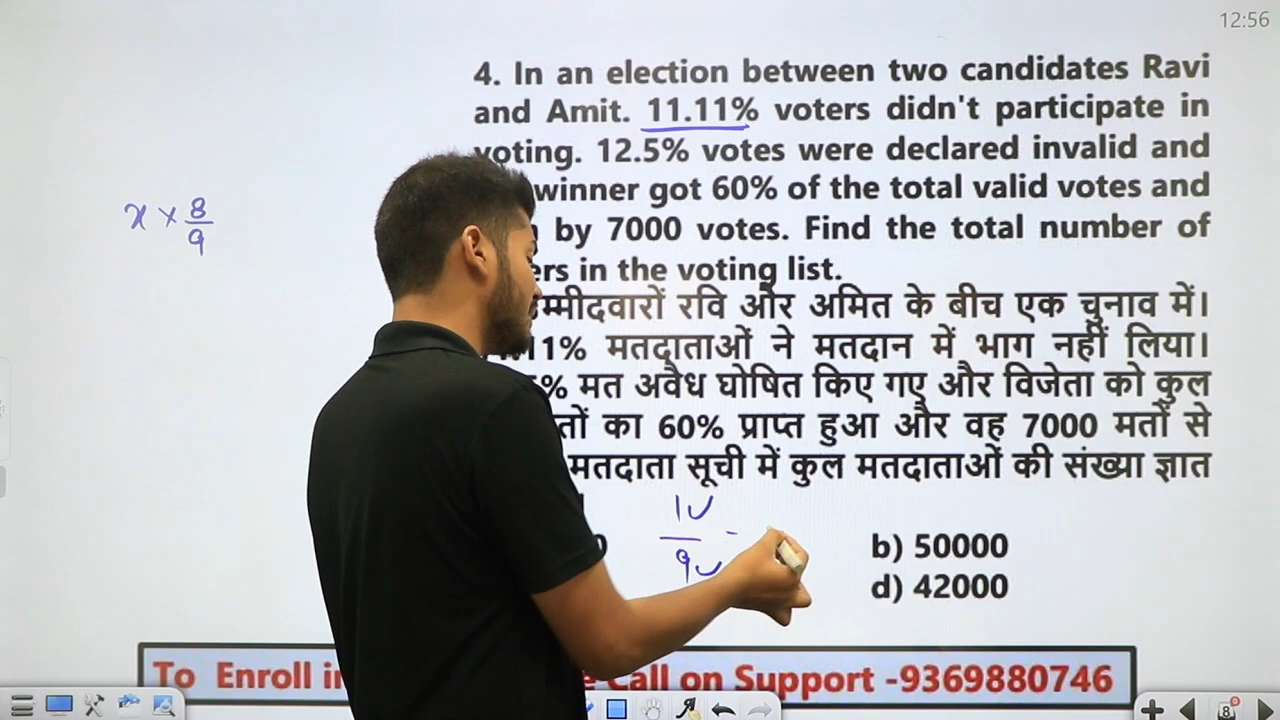 12:56
4. In an election between two candidates Ravi
and Amit. 11.11% voters didn't participate in
voting. 12.5% votes were declared invalid and
winner got 60% of the total valid votes and
by 7000 votes. Find the total number of
in the voting list.
रवि और अमित के बीच एक चुनाव में।
मतदाताओं ने मतदान में भाग नहीं लिया।
% मत अवैध घोषित किए गए और विजेता को कुल
का 60% प्राप्त हुआ और वह 7000 मतों से
मतदाता सूची में कुल मतदाताओं की संख्या ज्ञात
b) 50000
d) 42000
x × 8/9
1/9 -
To Enroll
Call on Support -9369880746
8